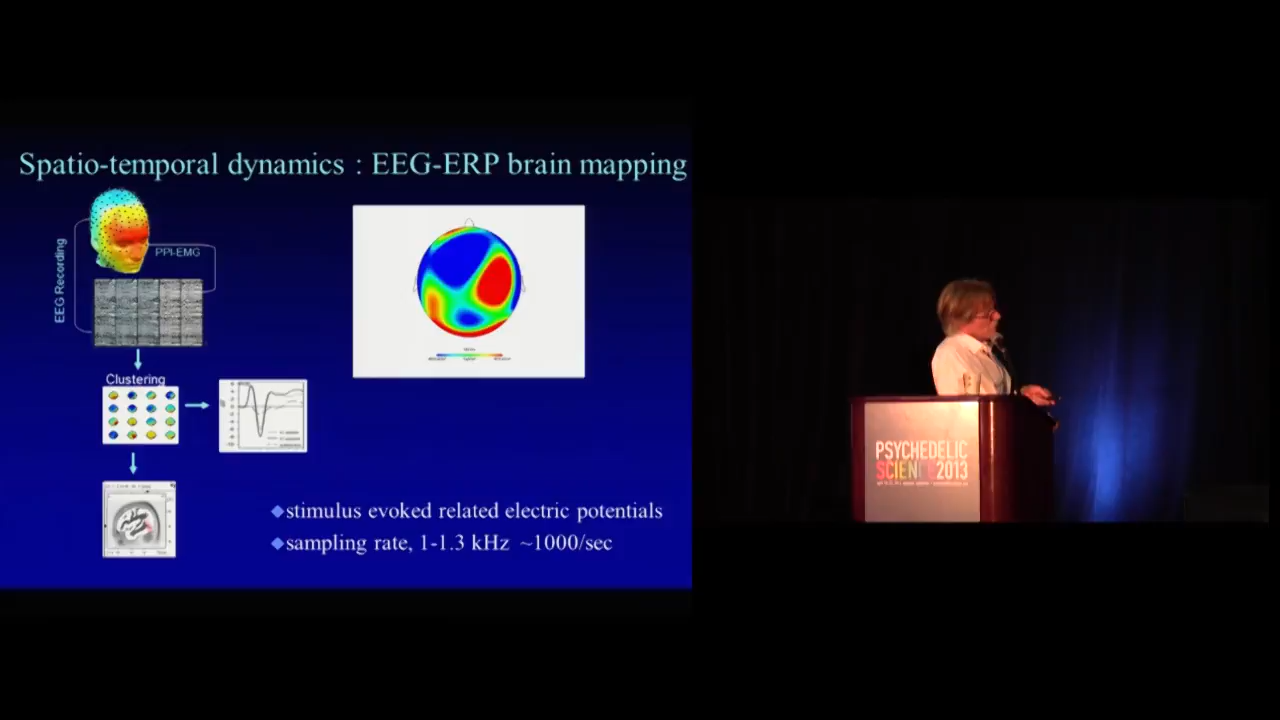 Spatio-temporal dynamics : EEG-ERP brain mapping
EEG Recording
PPI-EMG
Clustering
◆stimulus evoked related electric potentials
◆sampling rate, 1-1.3 kHz ~1000/sec
PSYCHEDELIC
SCIENCE 2013